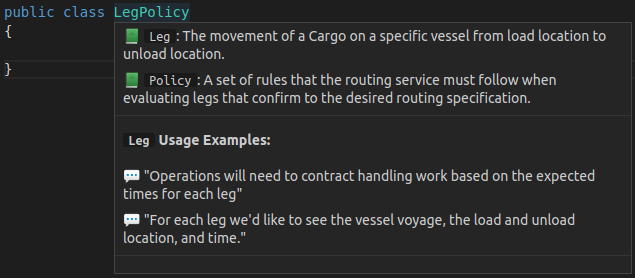 public class LegPolicy
{
📗 Leg : The movement of a Cargo on a specific vessel from load location to
unload location.
}
📗 Policy : A set of rules that the routing service must follow when
evaluating legs that confirm to the desired routing specification.
Leg Usage Examples:
💬 "Operations will need to contract handling work based on the expected
times for each leg"
💬 "For each leg we'd like to see the vessel voyage, the load and unload
location, and time."